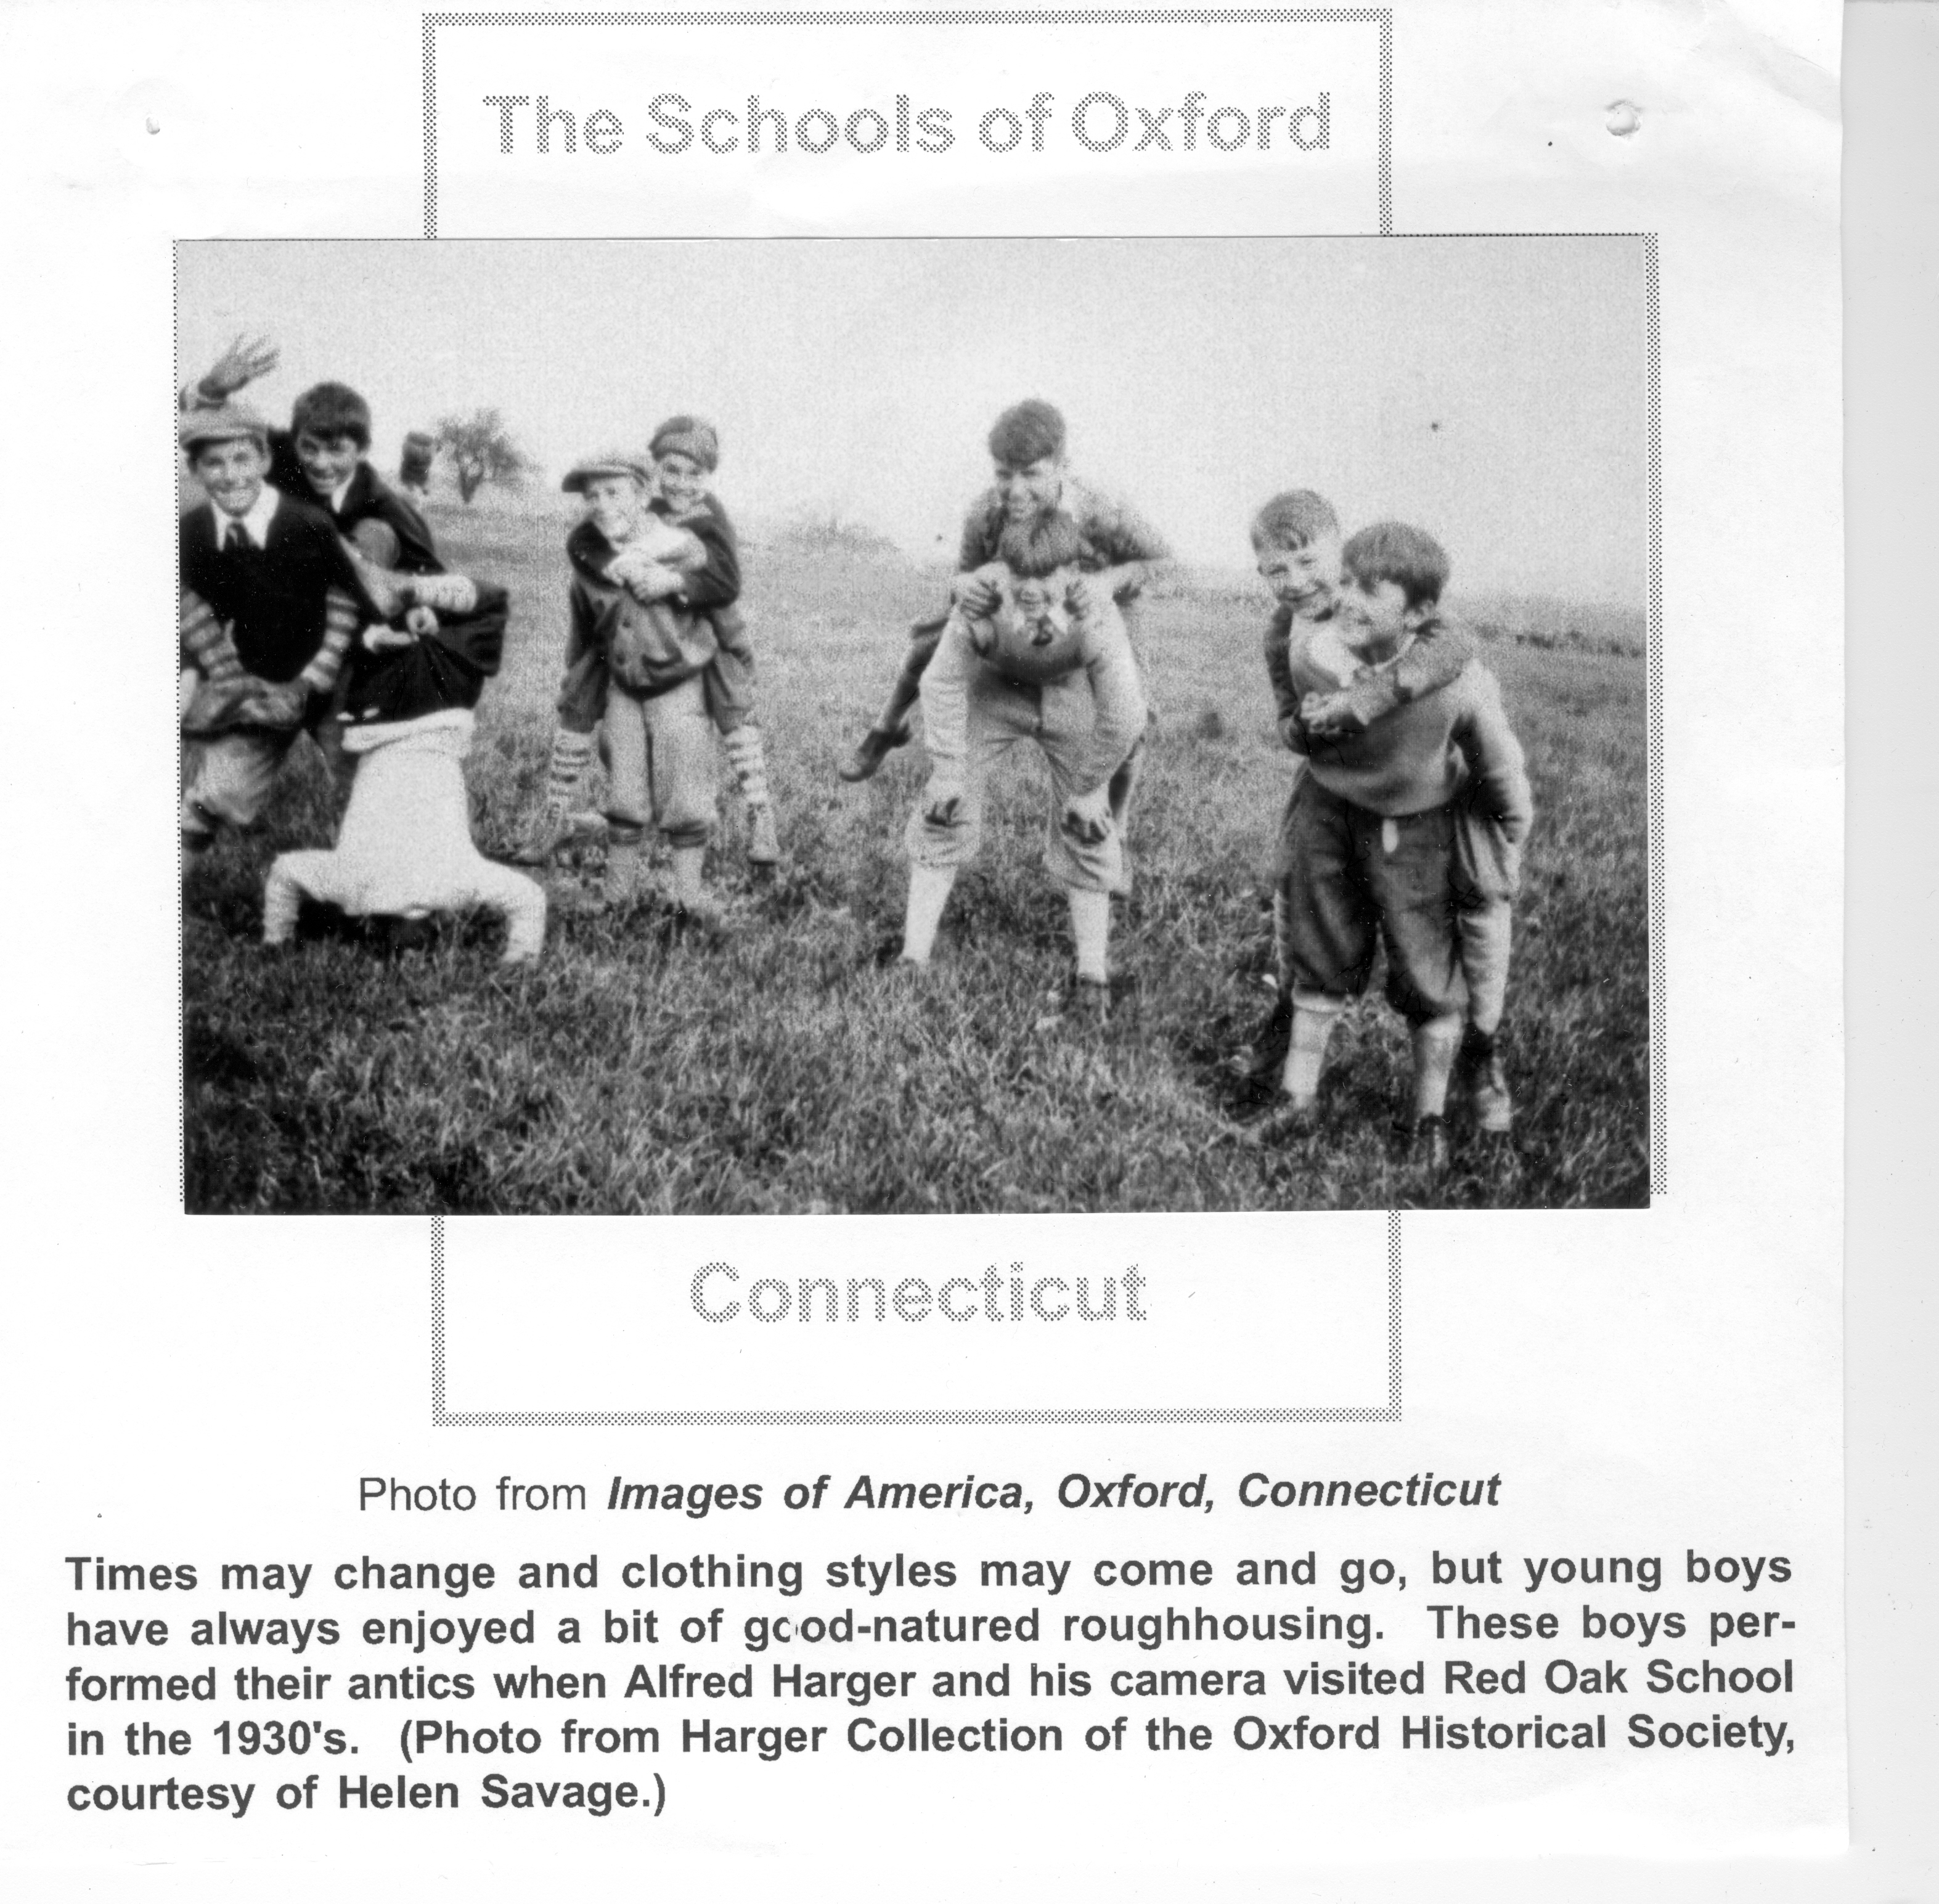 The Schools of Oxford
Connecticut
Photo from Images of America, Oxford, Connecticut
Times may change and clothing styles may come and go, but young boys
have always enjoyed a bit of good-natured roughhousing. These boys per-
formed their antics when Alfred Harger and his camera visited Red Oak School
in the 1930's. (Photo from Harger Collection of the Oxford Historical Society,
courtesy of Helen Savage.)